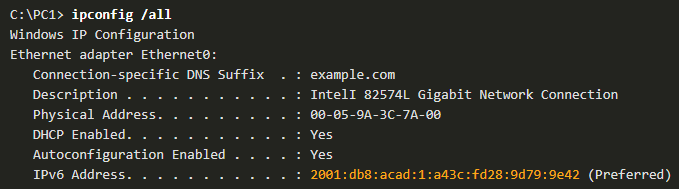 C:\PC1> ipconfig /all
Windows IP Configuration
Ethernet adapter Ethernet0:
Connection-specific DNS Suffix . : example.com
Description . . . . . . . . . . . : IntelI 82574L Gigabit Network Connection
Physical Address. . . . . . . . . : 00-05-9A-3C-7A-00
DHCP Enabled. . . . . . . . . . . : Yes
Autoconfiguration Enabled . . . . : Yes
IPv6 Address. . . . . . . . . . . : 2001:db8:acad:1:a43c:fd28:9d79:9e42 (Preferred)